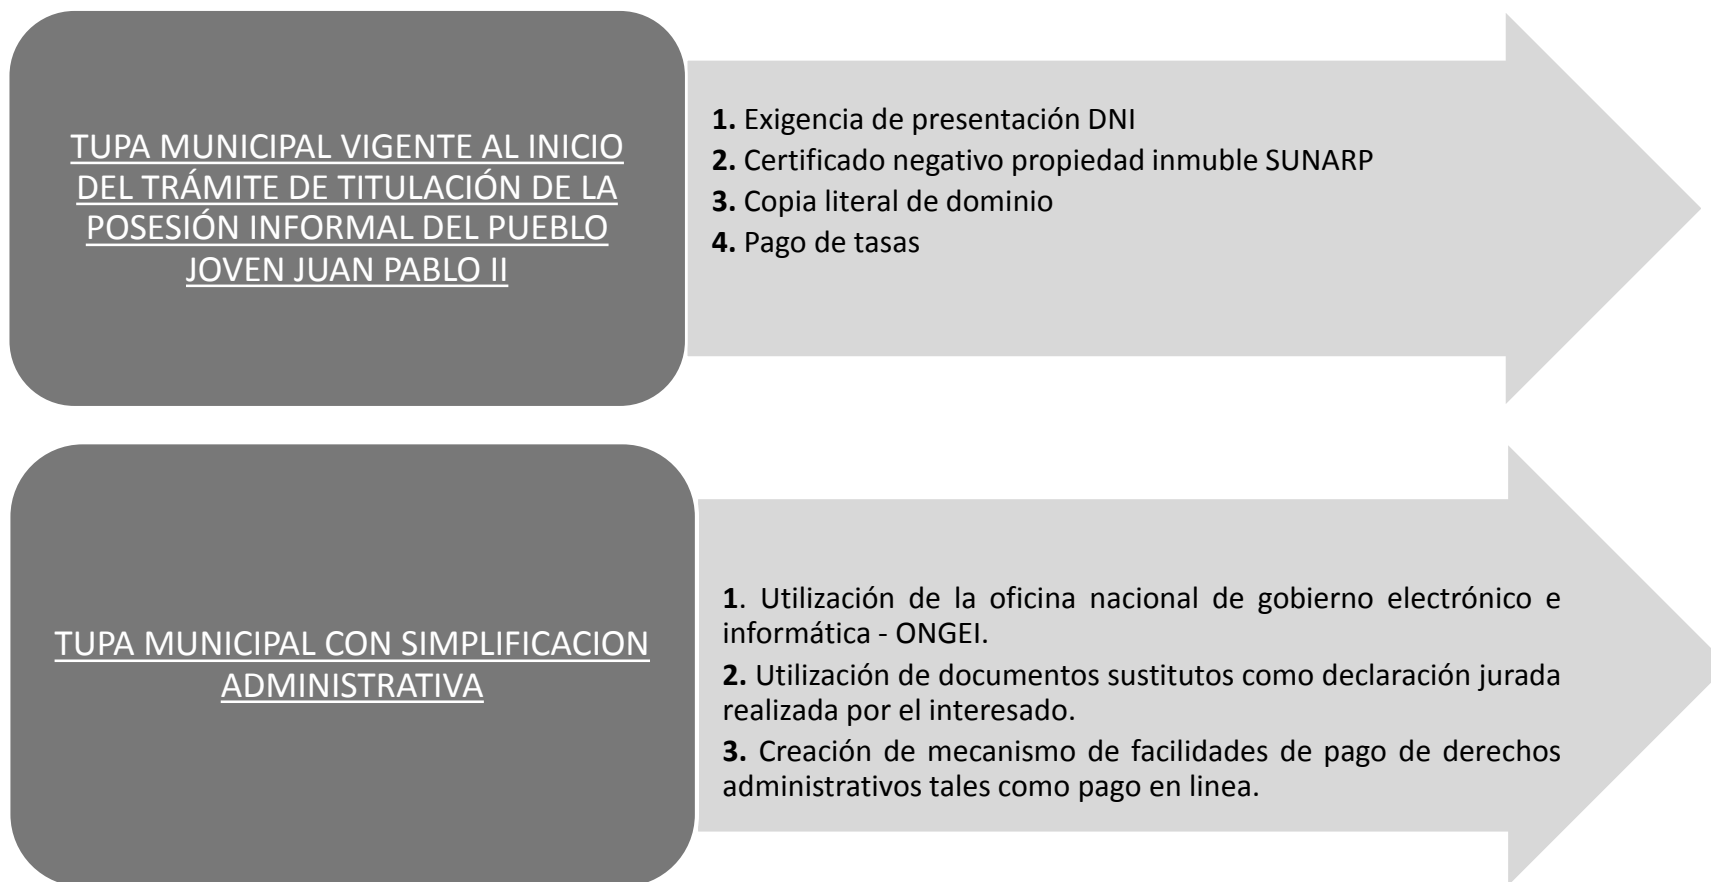 TUPA MUNICIPAL VIGENTE AL INICIO
DEL TRÁMITE DE TITULACIÓN DE LA
POSESIÓN INFORMAL DEL PUEBLO
JOVEN JUAN PABLO II
1. Exigencia de presentación DNI
2. Certificado negativo propiedad inmuble SUNARP
3. Copia literal de dominio
4. Pago de tasas
TUPA MUNICIPAL CON SIMPLIFICACION
ADMINISTRATIVA
1. Utilización de la oficina nacional de gobierno electrónico e
informática - ONGEI.
2. Utilización de documentos sustitutos como declaración jurada
realizada por el interesado.
3. Creación de mecanismo de facilidades de pago de derechos
administrativos tales como pago en linea.